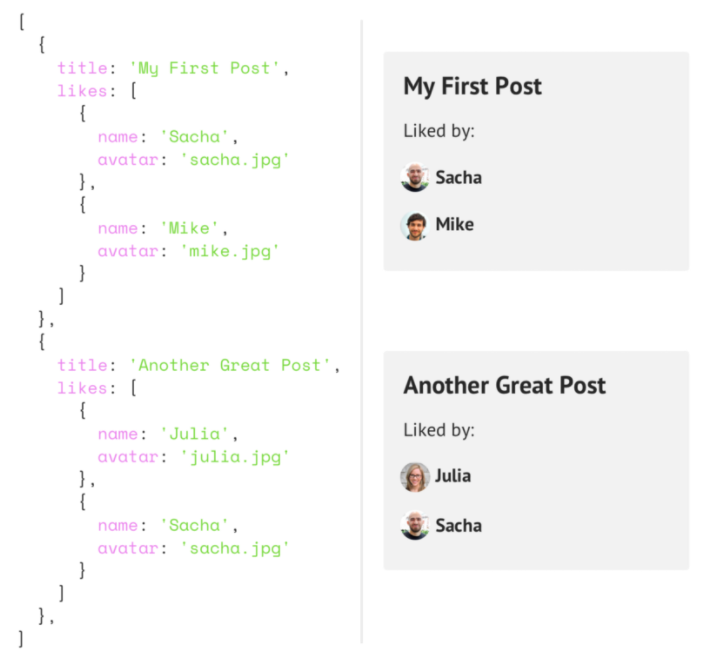 [
  {
    title: 'My First Post',
    likes: [
      {
        name: 'Sacha',
        avatar: 'sacha.jpg'
      },
      {
        name: 'Mike',
        avatar: 'mike.jpg'
      }
    ]
  },
  {
    title: 'Another Great Post',
    likes: [
      {
        name: 'Julia',
        avatar: 'julia.jpg'
      },
      {
        name: 'Sacha',
        avatar: 'sacha.jpg'
      }
    ]
  },
]
My First Post
Liked by:
Sacha
Mike
Another Great Post
Liked by:
Julia
Sacha